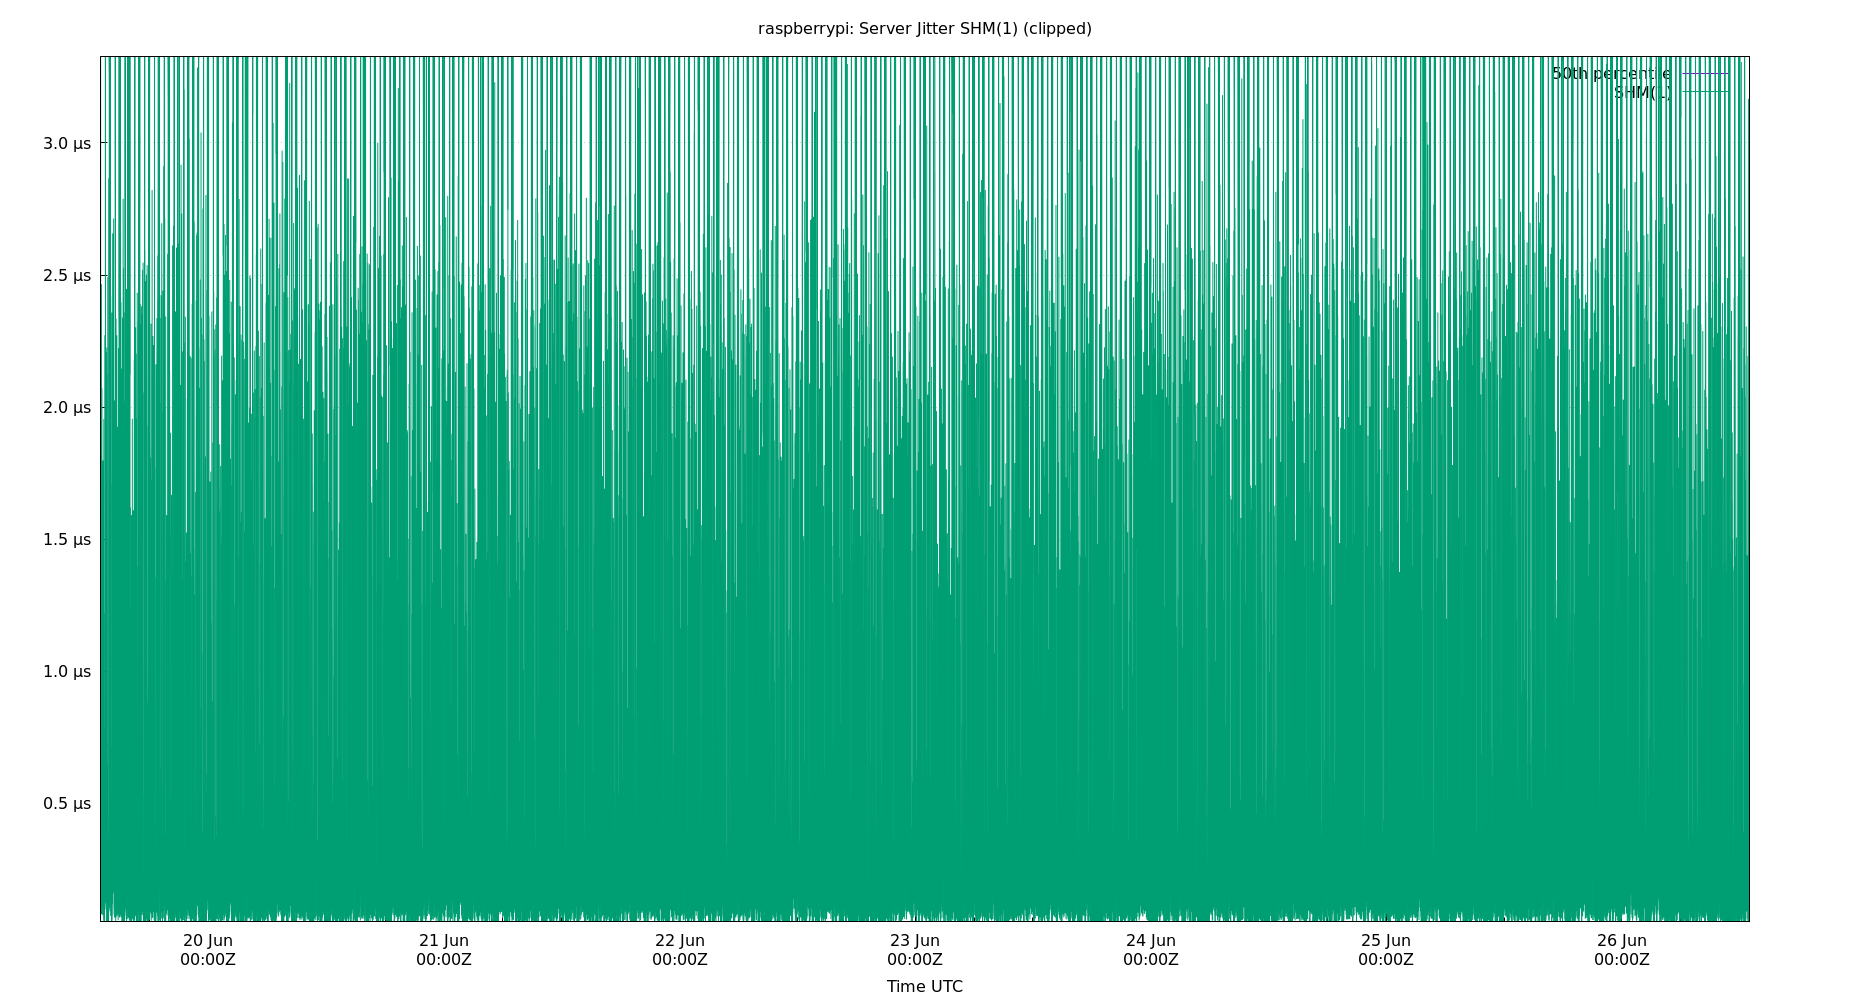 raspberrypi: Server Jitter SHM(1) (clipped)
50th percentile
SHM(1)
3.0 µs
2.5 µs
2.0 µs
1.5 µs
1.0 µs
0.5 µs
20 Jun 21 Jun 22 Jun 23 Jun 24 Jun 25 Jun 26 Jun
00:00Z 00:00Z 00:00Z 00:00Z 00:00Z 00:00Z 00:00Z
Time UTC